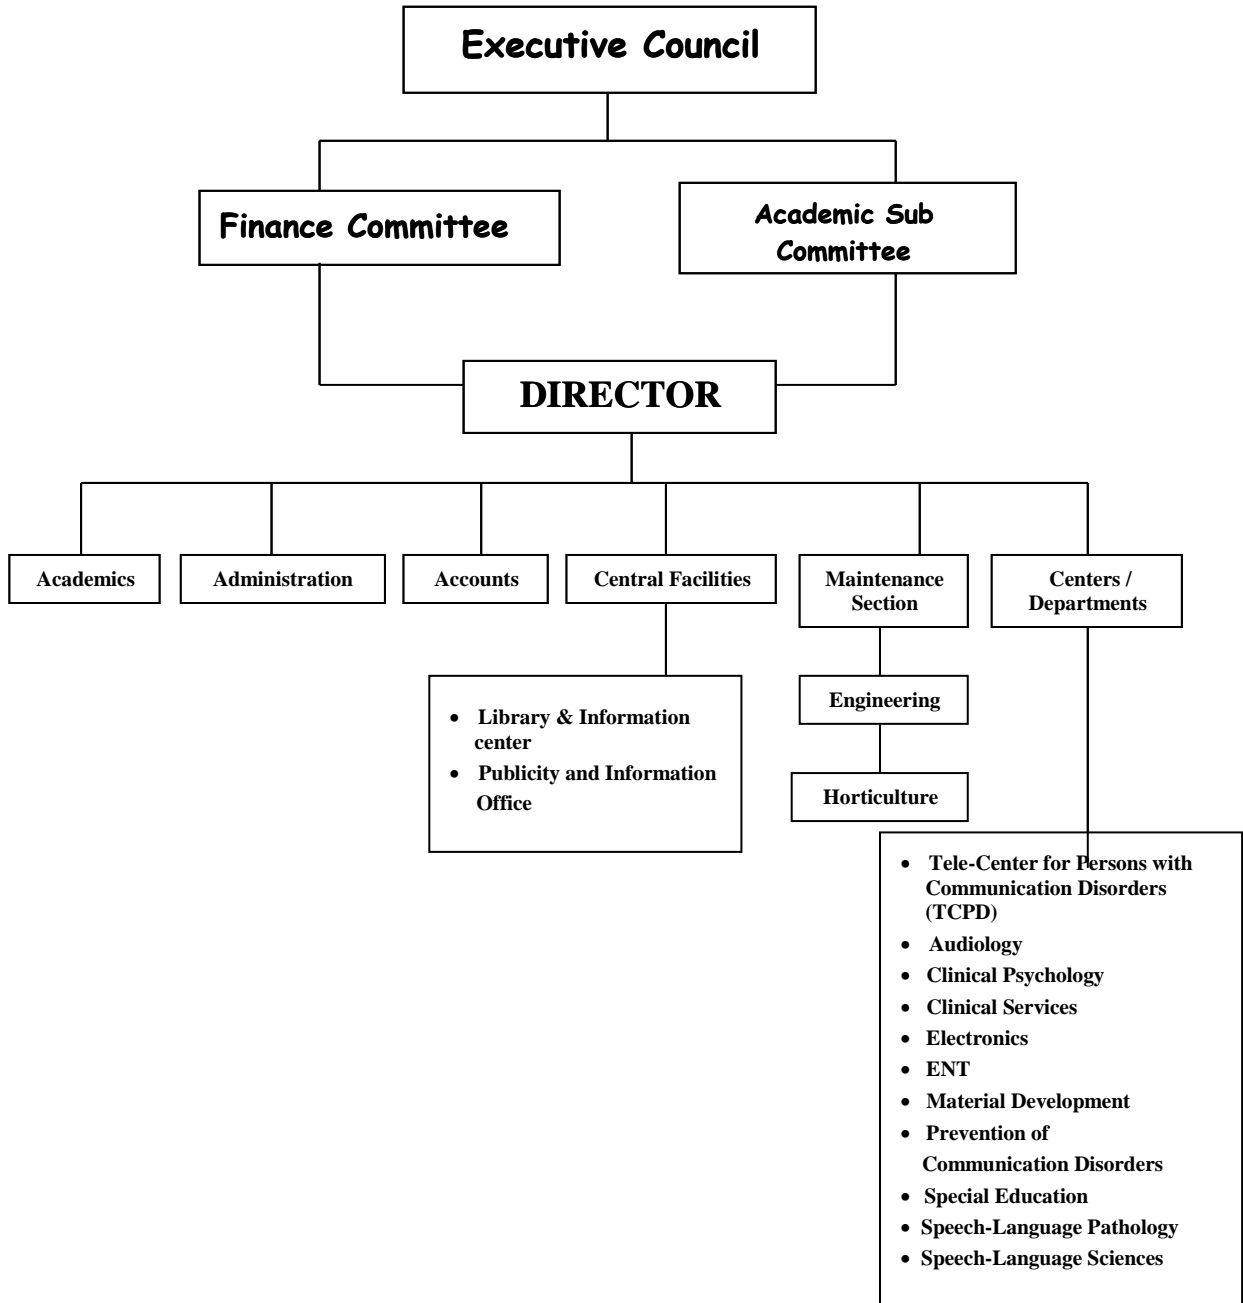 Executive Council
Finance Committee
Academic Sub
Committee
DIRECTOR
Academics
Administration
Accounts
Central Facilities
Maintenance
Section
Centers /
Departments
• Library & Information
center
• Publicity and Information
Office
Engineering
Horticulture
• Tele-Center for Persons with
Communication Disorders
(TCPD)
• Audiology
• Clinical Psychology
• Clinical Services
• Electronics
• ENT
• Material Development
• Prevention of
Communication Disorders
• Special Education
• Speech-Language Pathology
• Speech-Language Sciences